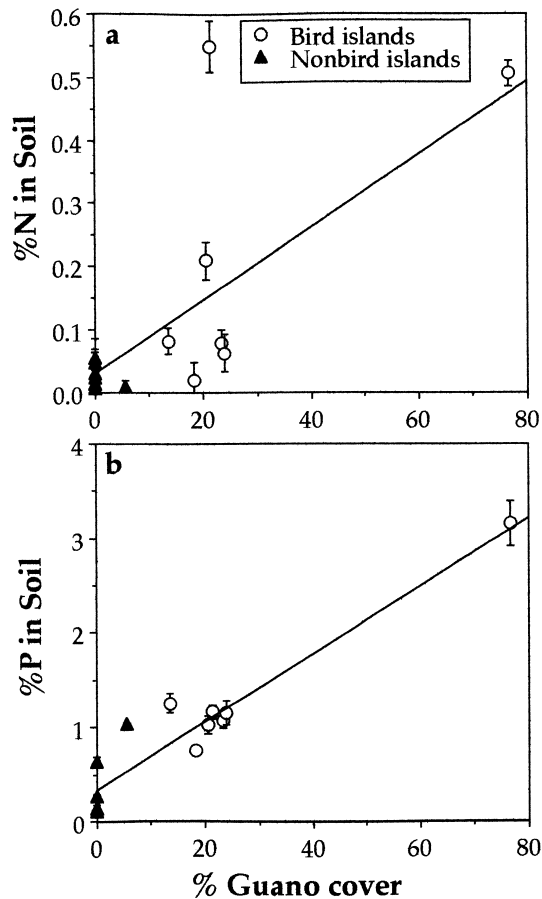 0.6
a
Bird islands
Nonbird islands
0.5
0.4
0.3
0.2
0.1
0.0
%N in Soil
0 20 40 60 80
4
b
3
2
1
0
%P in Soil
0 20 40 60 80
% Guano cover